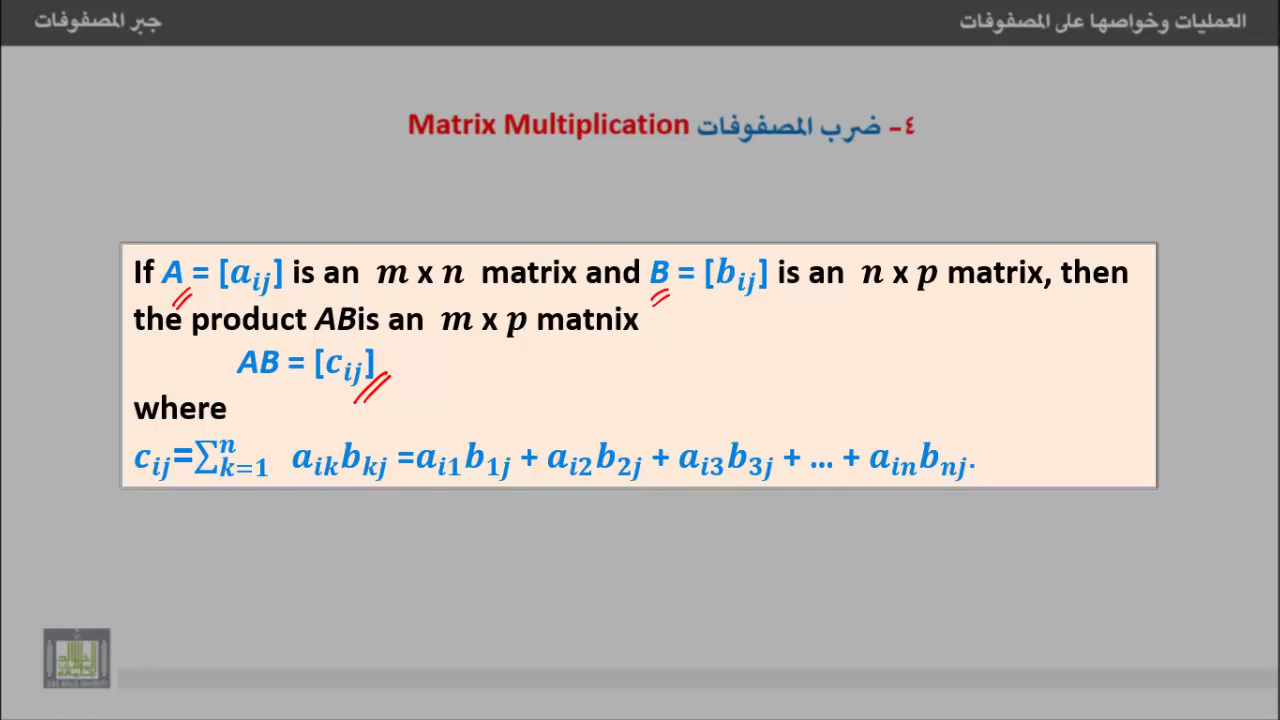 العمليات وخواصها على المصفوفات
جبر المصفوفات
٤- ضرب المصفوفات Matrix Multiplication
If A = [aᵢⱼ] is an m x n matrix and B = [bᵢⱼ] is an n x p matrix, then
the product ABis an m x p matnix
AB = [cᵢⱼ]
where
cᵢⱼ=∑ⁿₖ₌₁ aᵢₖbₖⱼ =aᵢ₁b₁ⱼ + aᵢ₂b₂ⱼ + aᵢ₃b₃ⱼ + ... + aᵢₙbₙⱼ.